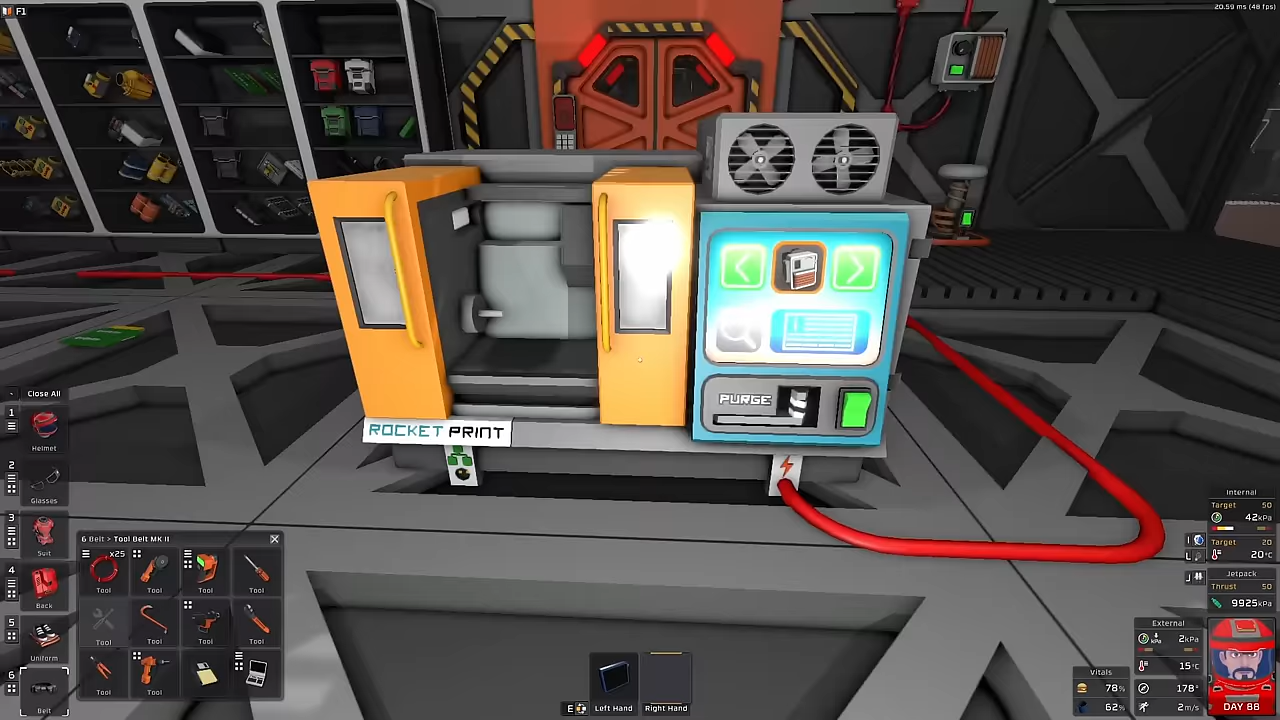 F1
20.59 ms (48 fps)
PURGE
ROCKET PRINT
Close All
1
Helmet
2
Glasses
3
Suit
4
Back
5
Uniform
6
Belt
6 Belt > Tool Belt MK II
x25
Tool
Tool
Tool
Tool
Tool
Tool
Tool
Tool
Tool
Tool
E
Left Hand
Right Hand
Internal
Target 50
42kPa
Target 20
20°C
I
L
J
Jetpack
Thrust 50
9925kPa
External
kPa
2kPa
15°C
178°
2m/s
Vitals
78%
62%
DAY 88